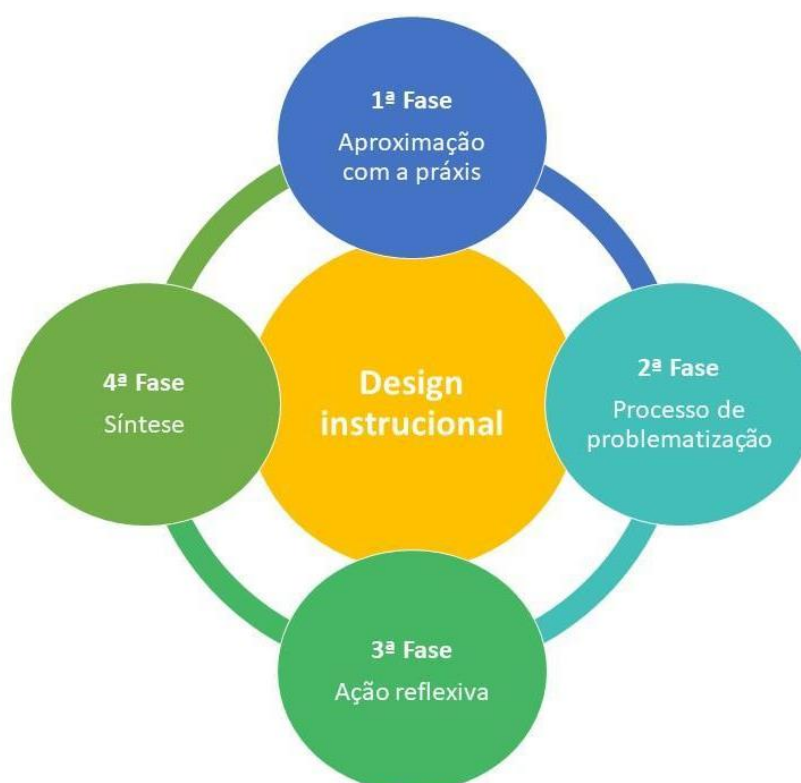 1ª Fase
Aproximação
com a práxis
2ª Fase
Processo de
problematização
3ª Fase
Ação reflexiva
4ª Fase
Síntese
Design
instrucional